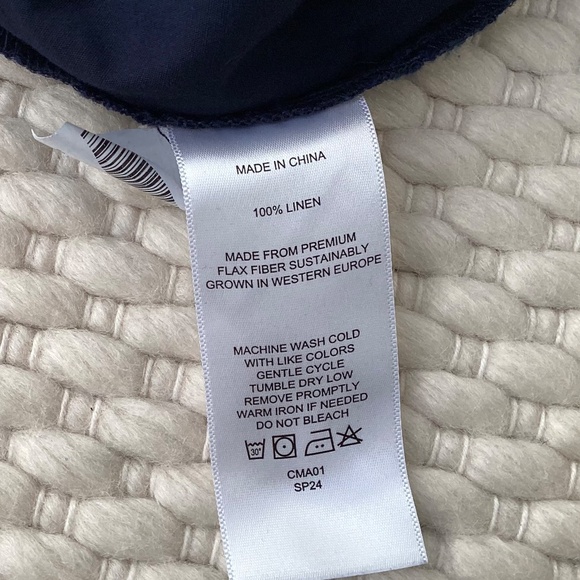 MADE IN CHINA
100% LINEN
MADE FROM PREMIUM
FLAX FIBER SUSTAINABLY
GROWN IN WESTERN EUROPE
MACHINE WASH COLD
WITH LIKE COLORS
GENTLE CYCLE
TUMBLE DRY LOW
REMOVE PROMPTLY
WARM IRON IF NEEDED
DO NOT BLEACH
30°
CMA01
SP24